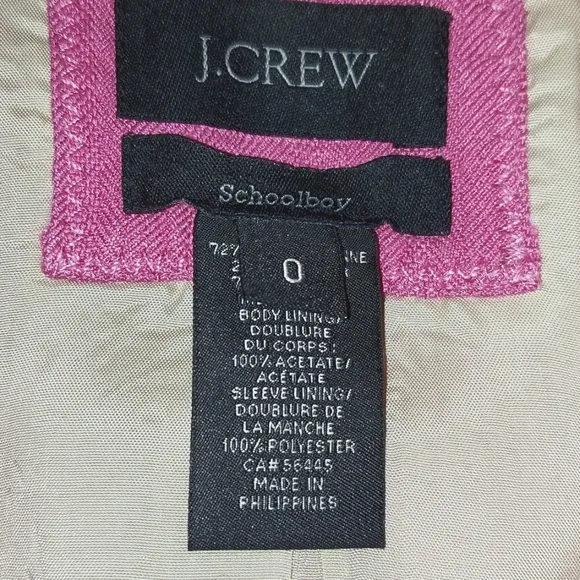 J.CREW
Schoolboy
72%
0
BODY LINING/
DOUBLURE
DU CORPS:
100% ACETATE/
ACÉTATE
SLEEVE LINING/
DOUBLURE DE
LA MANCHE
100% POLYESTER
CA# 56445
MADE IN
PHILIPPINES